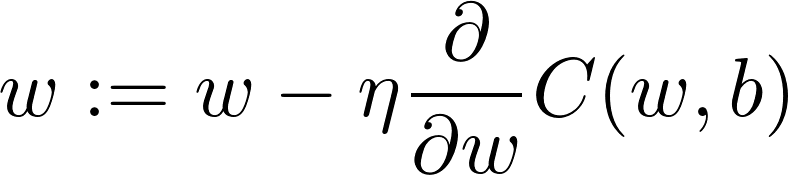 w := w − η ∂/∂w C(w, b)